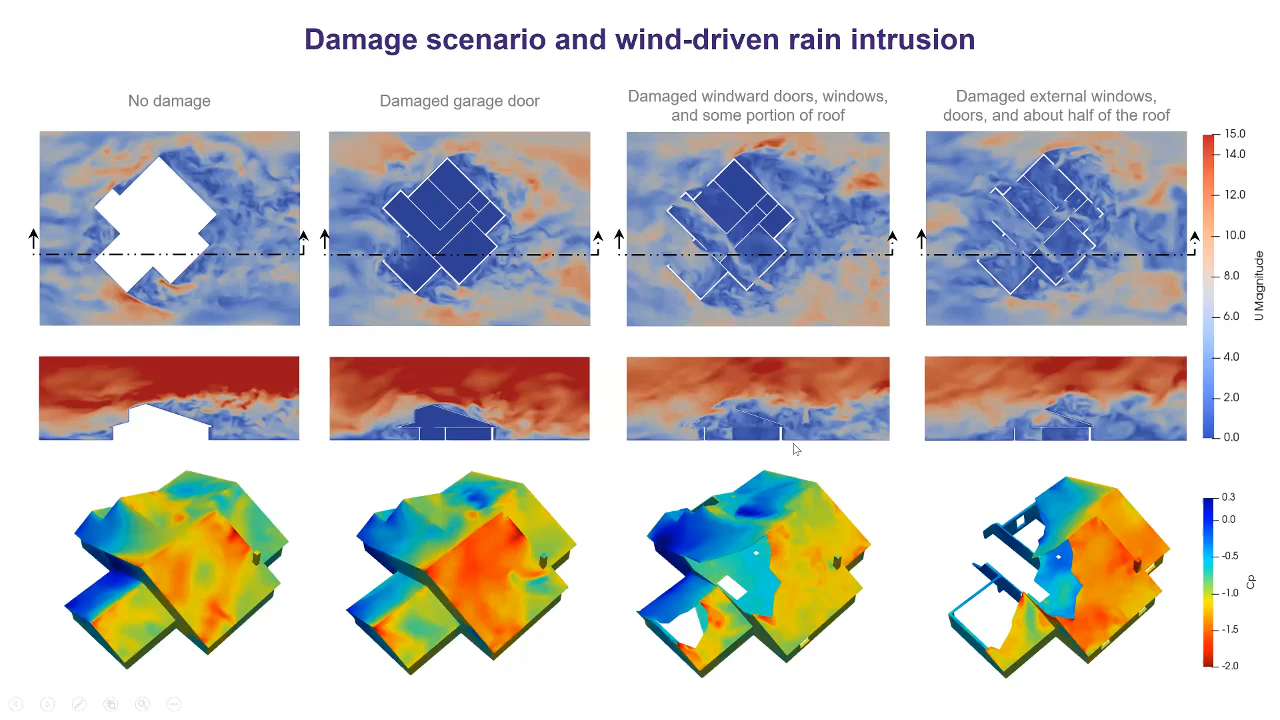 Damage scenario and wind-driven rain intrusion
No damage
Damaged garage door
Damaged windward doors, windows,
and some portion of roof
Damaged external windows,
doors, and about half of the roof
15.0
14.0
12.0
10.0
8.0
6.0
4.0
2.0
0.0
U Magnitude
0.3
0.0
-0.5
-1.0
-1.5
-2.0
Cp